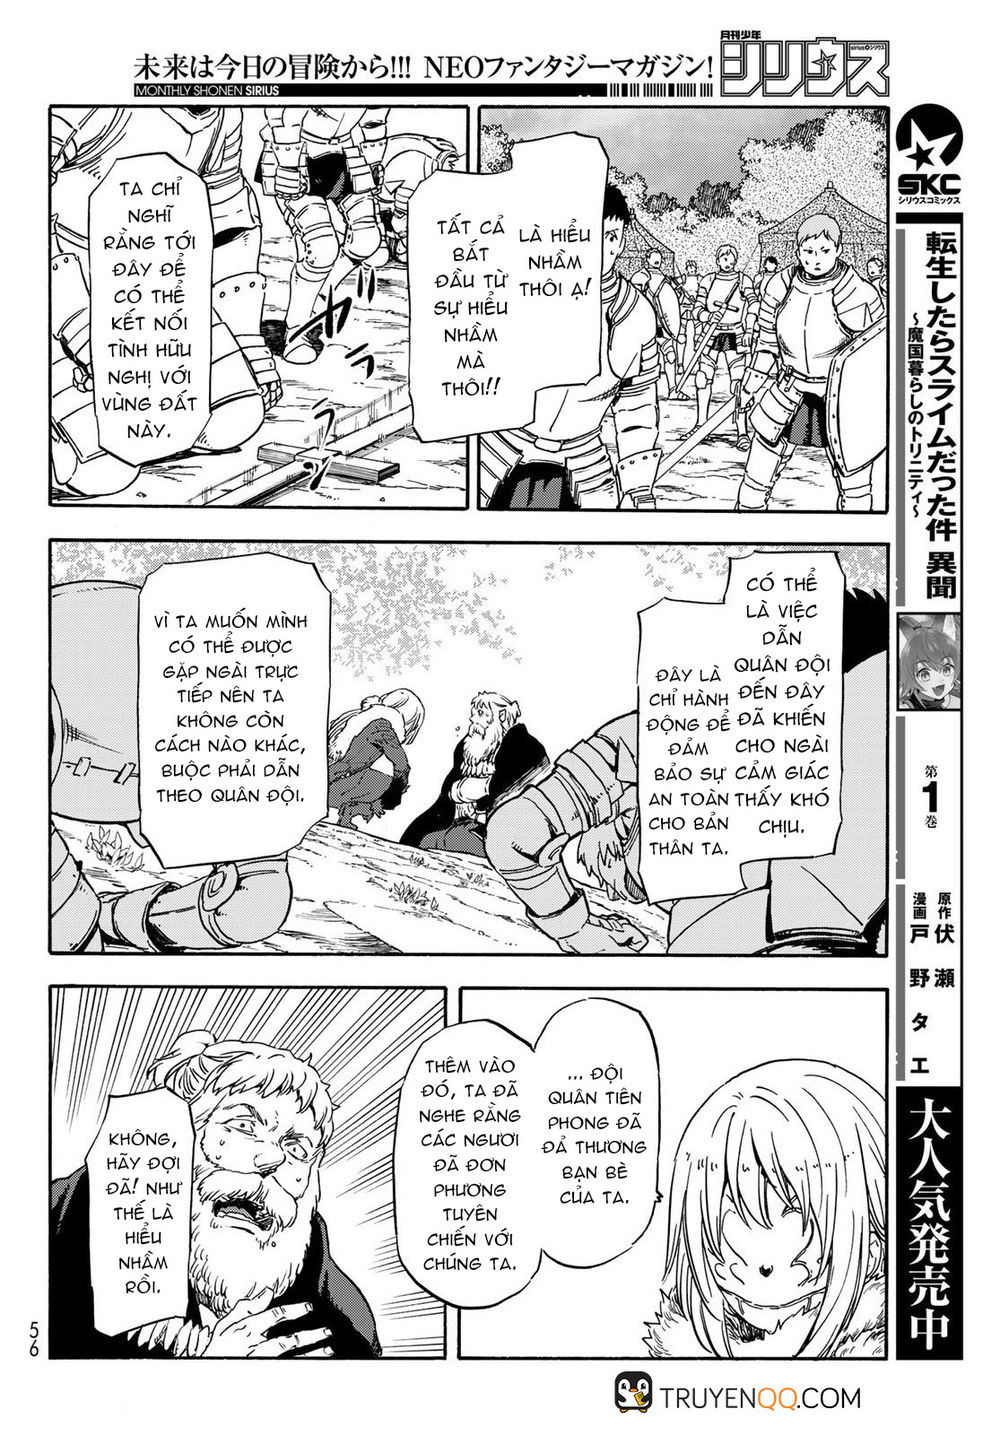 未来は今日の冒険から!!! NEOファンタジーマガジン!
月刊少年
シリウス
MONTHLY SHONEN SIRIUS
LÀ HIỂU
NHẦM
THÔI Ạ!
TẤT CẢ
BẮT
ĐẦU TỪ
SỰ HIỂU
NHẦM
MÀ
THÔI!!
TA CHỈ
NGHĨ
RẰNG TỚI
ĐÂY ĐỂ
CÓ THỂ
KẾT NỐI
TÌNH HỮU
NGHỊ VỚI
VÙNG ĐẤT
NÀY.
CÓ THỂ
LÀ VIỆC
DẪN
QUÂN ĐỘI
ĐẾN ĐÂY
ĐÃ KHIẾN
CHO NGÀI
CẢM GIÁC
THẤY KHÓ
CHỊU.
ĐÂY LÀ
CHỈ HÀNH
ĐỘNG ĐỂ
ĐẢM
BẢO SỰ
AN TOÀN
CHO BẢN
THÂN TA.
VÌ TA MUỐN MÌNH
CÓ THỂ ĐƯỢC
GẶP NGÀI TRỰC
TIẾP NÊN TA
KHÔNG CÒN
CÁCH NÀO KHÁC,
BUỘC PHẢI DẪN
THEO QUÂN ĐỘI.
... ĐỘI
QUÂN TIÊN
PHONG ĐÃ
ĐẢ THƯƠNG
BẠN BÈ
CỦA TA.
THÊM VÀO
ĐÓ, TA ĐÃ
NGHE RẰNG
CÁC NGƯƠI
ĐÃ ĐƠN
PHƯƠNG
TUYÊN
CHIẾN VỚI
CHÚNG TA.
KHÔNG,
HÃY ĐỢI
ĐÃ! NHƯ
THẾ LÀ
HIỂU
NHẦM
RỒI.
SKC
シリウスコミックス
転生したらスライムだった件 異聞
～魔国暮らしのトリニティ～
第1巻
原作 伏瀬
漫画 戸野タエ
大人気発売中
56
TRUYENQQ.COM